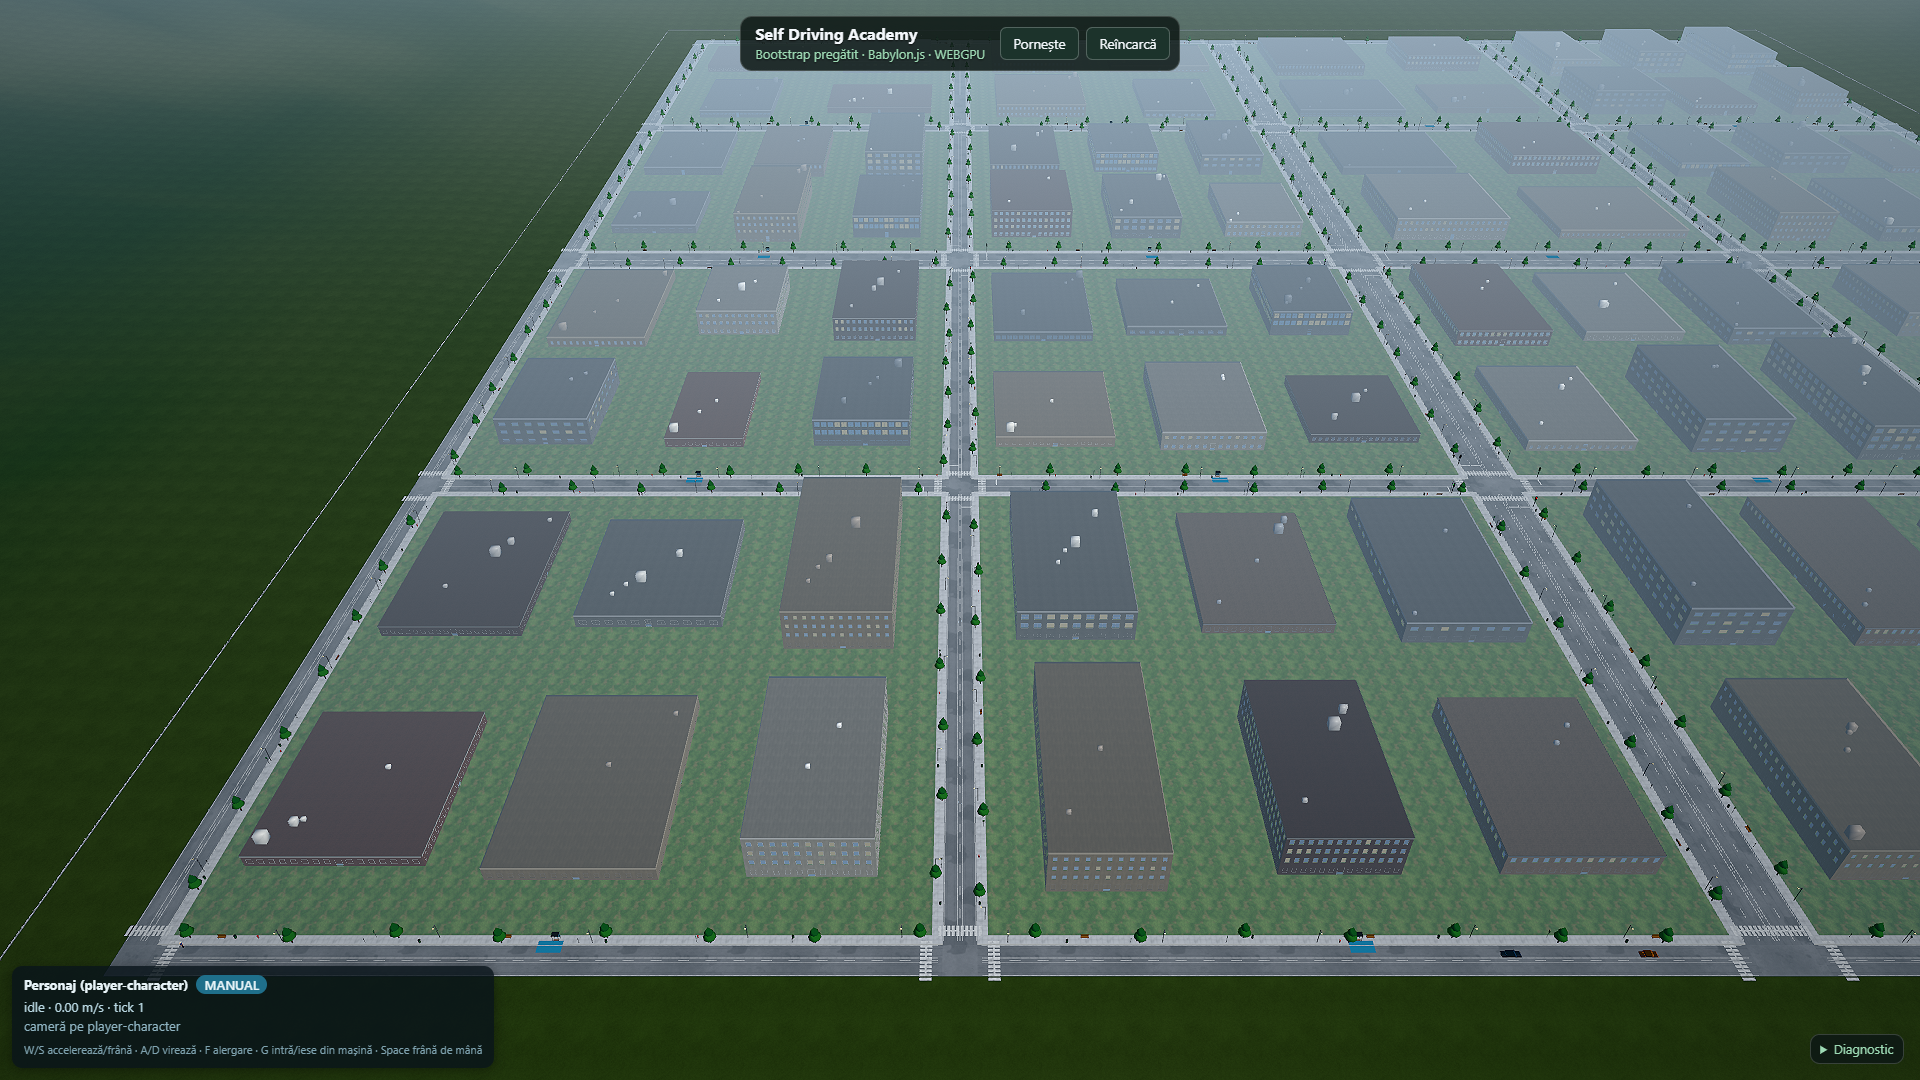 Self Driving Academy
Bootstrap pregătit · Babylon.js · WEBGPU
Pornește
Reîncarcă
Personaj (player-character) MANUAL
idle · 0.00 m/s · tick 1
cameră pe player-character
W/S accelerează/frână · A/D virează · F alergare · G intră/iese din mașină · Space frână de mână
▶ Diagnostic